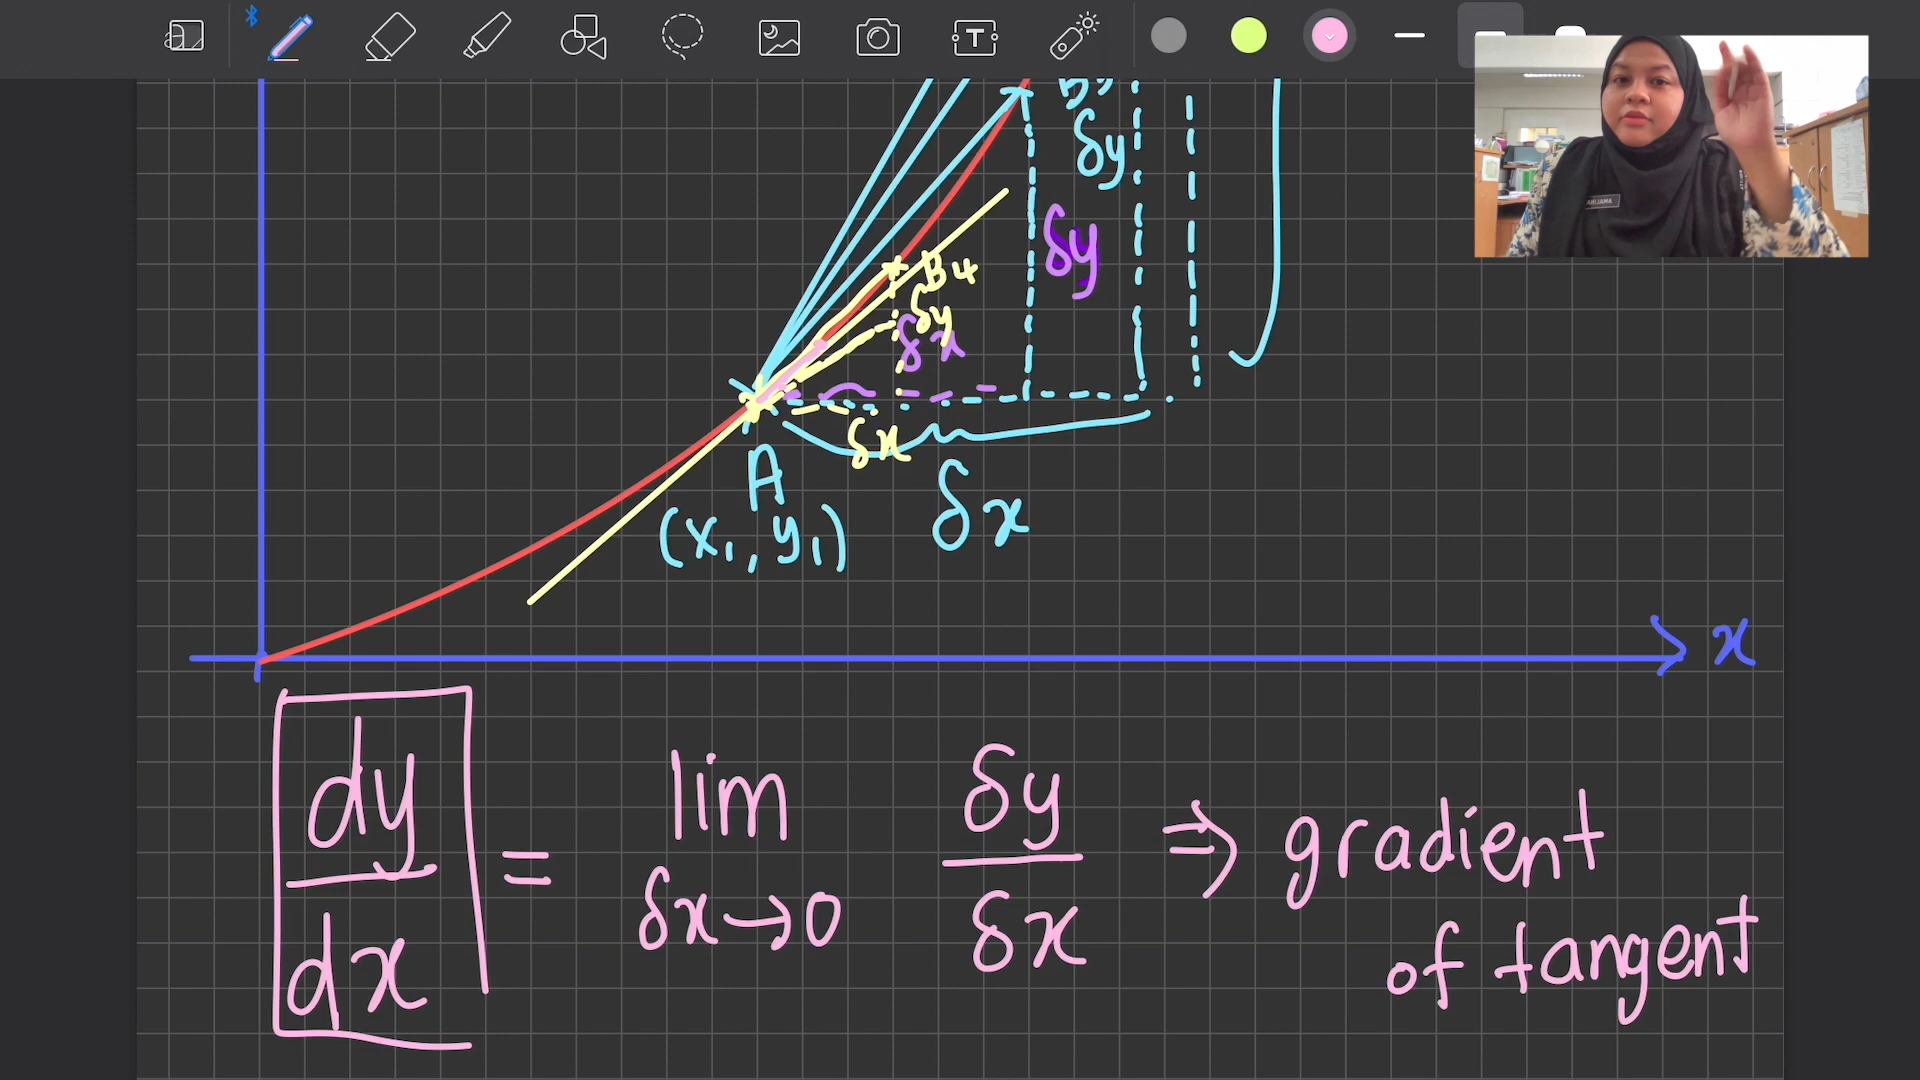 B3
δy
δy
B4
δy
δx
δx
A
δx
(x₁, y₁)
x
dy/dx = lim δx→0 δy/δx ⇒ gradient
of tangent